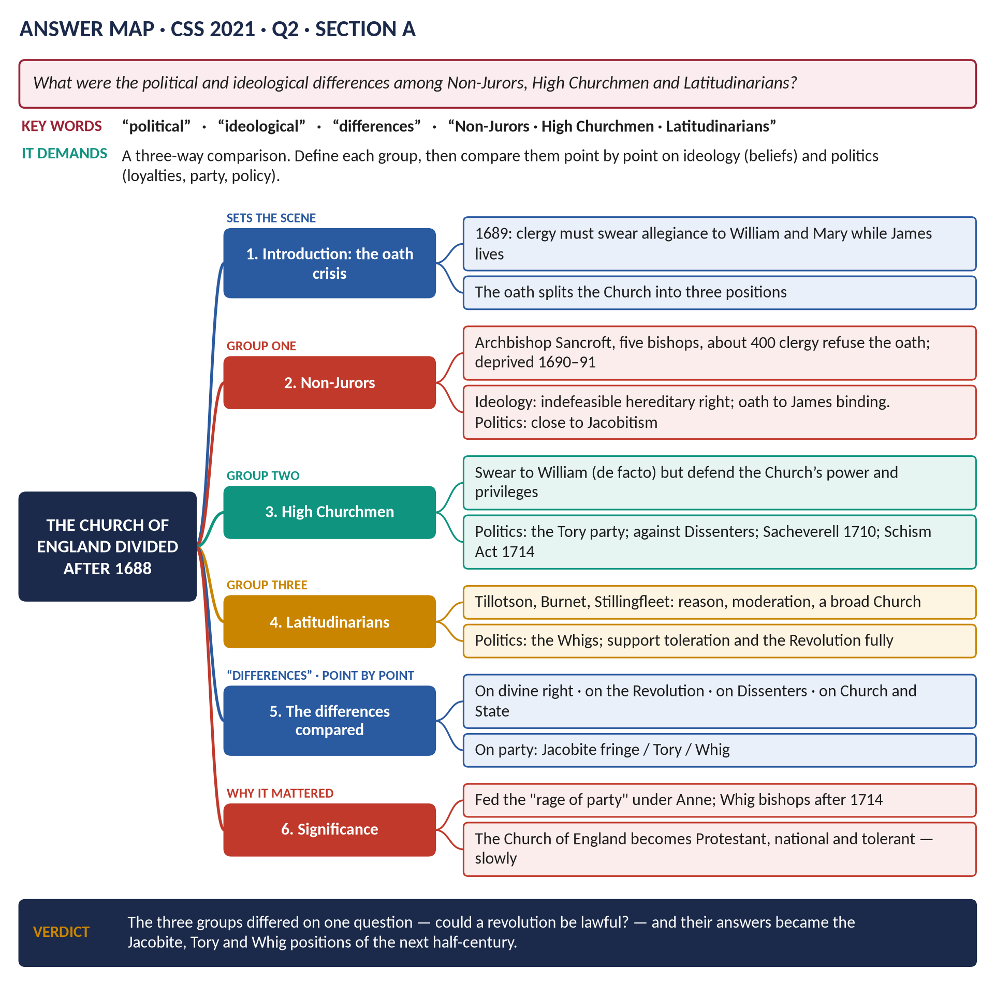 ANSWER MAP · CSS 2021 · Q2 · SECTION A
What were the political and ideological differences among Non-Jurors, High Churchmen and Latitudinarians?
KEY WORDS “political” · “ideological” · “differences” · “Non-Jurors · High Churchmen · Latitudinarians”
IT DEMANDS A three-way comparison. Define each group, then compare them point by point on ideology (beliefs) and politics
(loyalties, party, policy).
THE CHURCH OF
ENGLAND DIVIDED
AFTER 1688
SETS THE SCENE
1. Introduction: the oath
crisis
1689: clergy must swear allegiance to William and Mary while James
lives
The oath splits the Church into three positions
GROUP ONE
2. Non-Jurors
Archbishop Sancroft, five bishops, about 400 clergy refuse the oath;
deprived 1690–91
Ideology: indefeasible hereditary right; oath to James binding.
Politics: close to Jacobitism
GROUP TWO
3. High Churchmen
Swear to William (de facto) but defend the Church’s power and
privileges
Politics: the Tory party; against Dissenters; Sacheverell 1710; Schism
Act 1714
GROUP THREE
4. Latitudinarians
Tillotson, Burnet, Stillingfleet: reason, moderation, a broad Church
Politics: the Whigs; support toleration and the Revolution fully
“DIFFERENCES” · POINT BY POINT
5. The differences
compared
On divine right · on the Revolution · on Dissenters · on Church and
State
On party: Jacobite fringe / Tory / Whig
WHY IT MATTERED
6. Significance
Fed the "rage of party" under Anne; Whig bishops after 1714
The Church of England becomes Protestant, national and tolerant —
slowly
VERDICT
The three groups differed on one question — could a revolution be lawful? — and their answers became the
Jacobite, Tory and Whig positions of the next half-century.